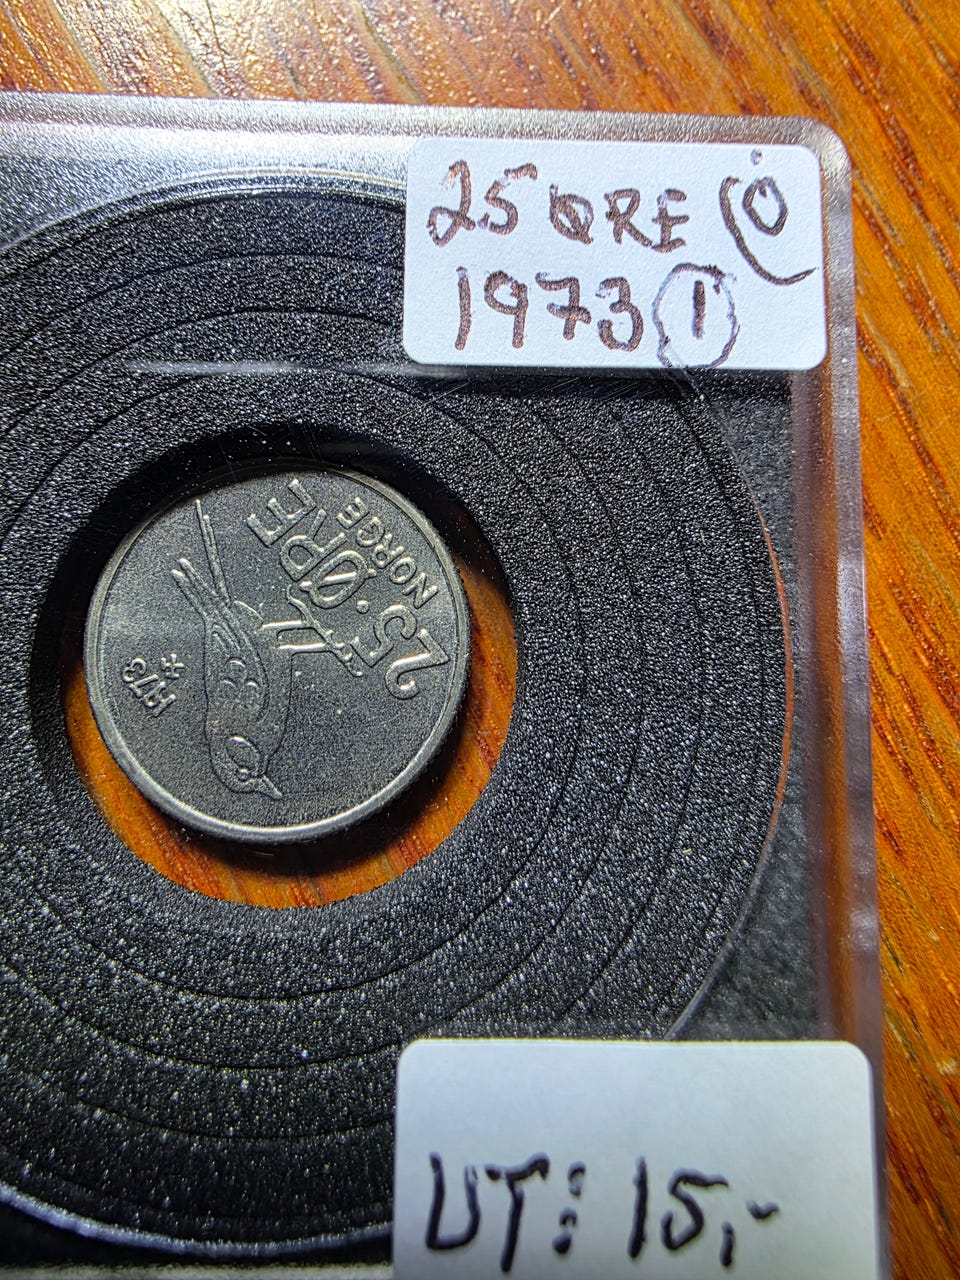 25 ØRE Ȯ
1973 1
25 ØRE
NORGE
1973
UT: 15,-